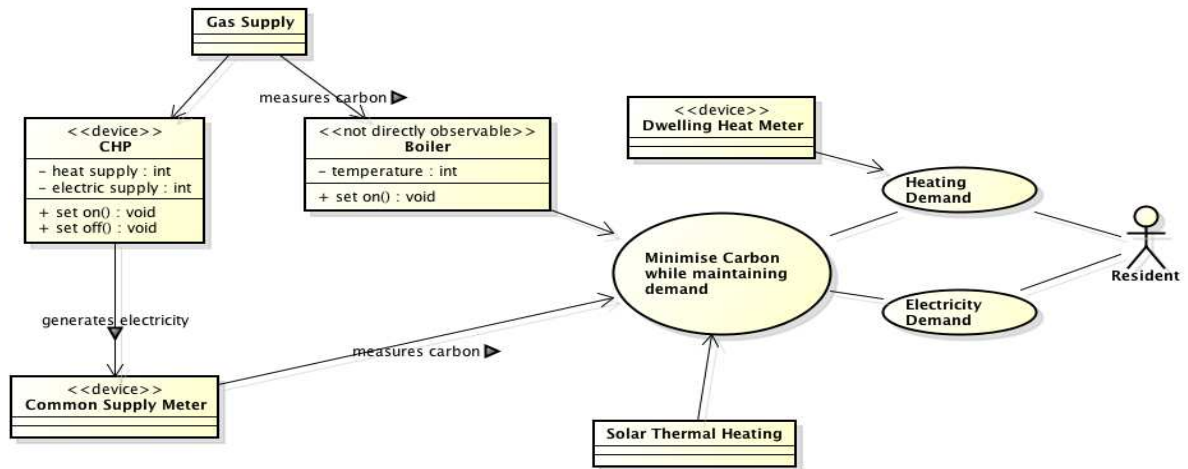 Gas Supply
measures carbon
<<device>>
CHP
- heat supply : int
- electric supply : int
+ set on() : void
+ set off() : void
<<not directly observable>>
Boiler
- temperature : int
+ set on() : void
<<device>>
Dwelling Heat Meter
Heating
Demand
Minimise Carbon
while maintaining
demand
Resident
Electricity
Demand
generates electricity
measures carbon
<<device>>
Common Supply Meter
Solar Thermal Heating